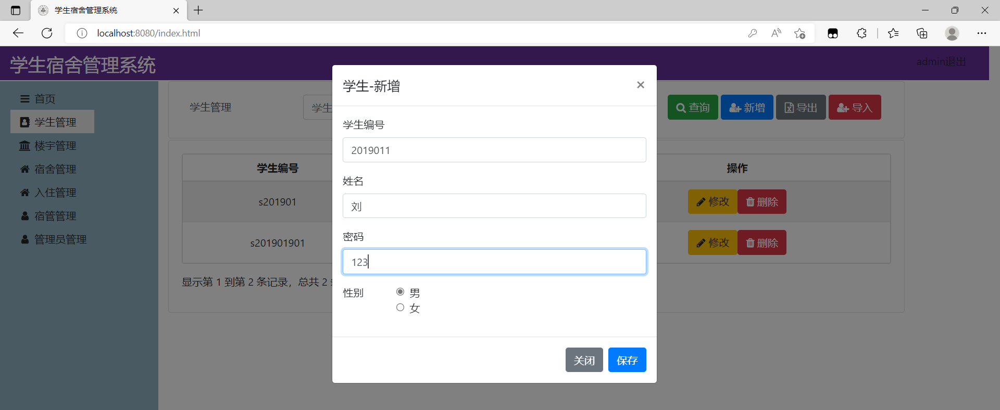 学生宿舍管理系统
localhost:8080/index.html
学生宿舍管理系统
admin退出
首页
学生管理
楼宇管理
宿舍管理
入住管理
宿管管理
管理员管理
学生管理
学生
查询 新增 导出 导入
学生编号 操作
s201901 修改 删除
s201901901 修改 删除
显示第 1 到第 2 条记录，总共 2
学生-新增
×
学生编号
2019011
姓名
刘
密码
123
性别 男
女
关闭 保存